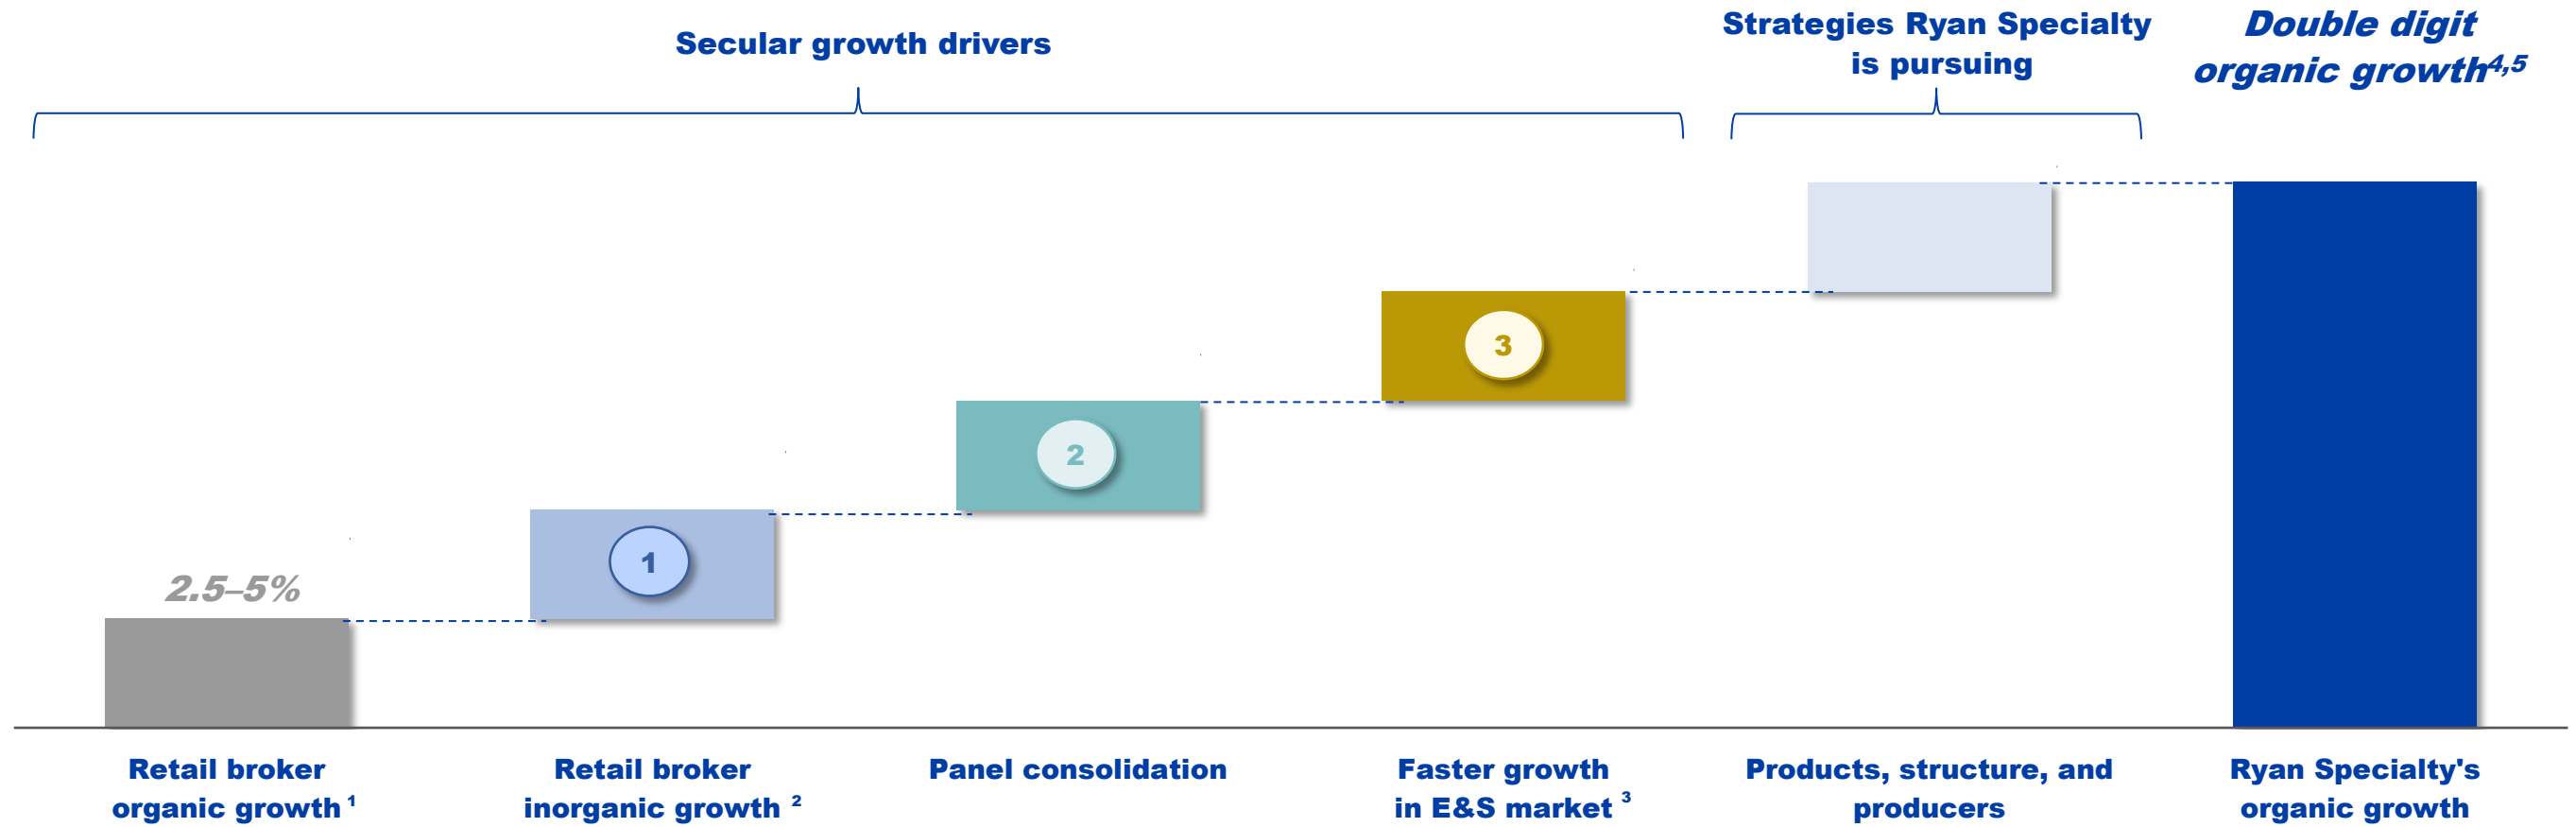 Secular growth drivers
Strategies Ryan Specialty
is pursuing
Double digit
organic growth4,5
2.5–5%
1
2
3
Retail broker
organic growth 1
Retail broker
inorganic growth 2
Panel consolidation
Faster growth
in E&S market 3
Products, structure, and
producers
Ryan Specialty's
organic growth